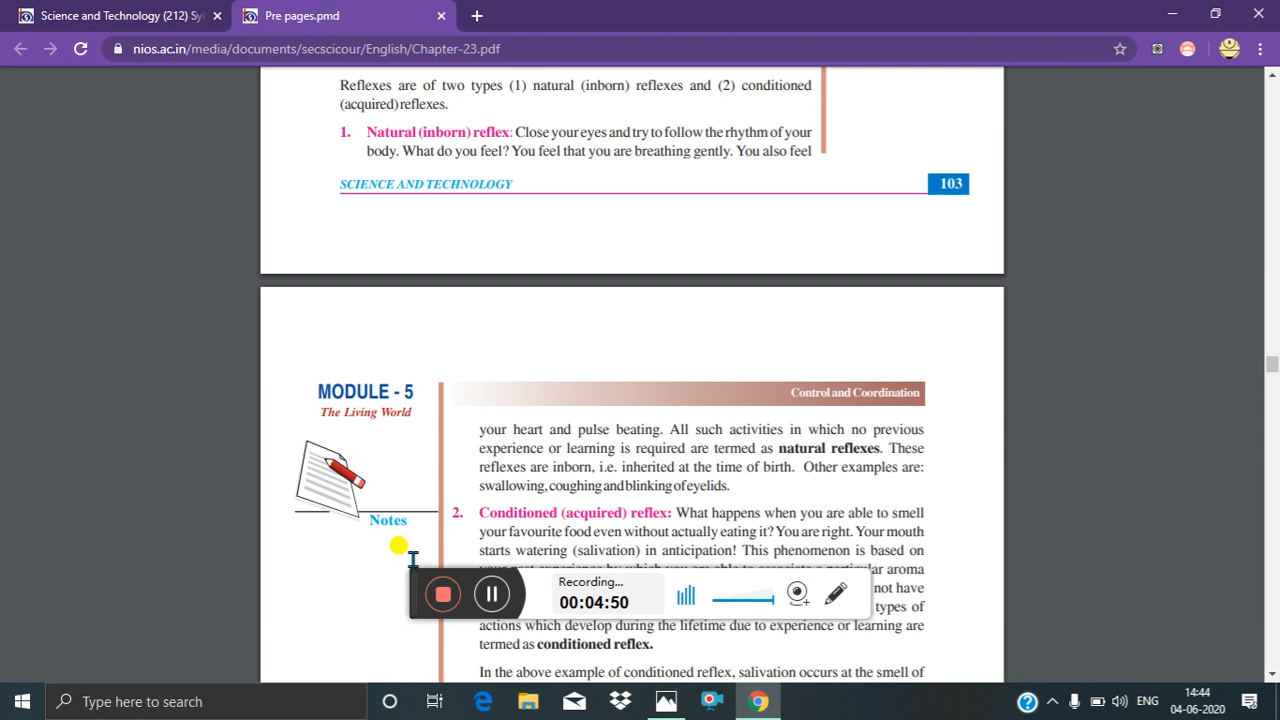 Science and Technology (212) Syl
Pre pages.pmd
nios.ac.in/media/documents/secscicour/English/Chapter-23.pdf
Reflexes are of two types (1) natural (inborn) reflexes and (2) conditioned
(acquired) reflexes.
1. Natural (inborn) reflex: Close your eyes and try to follow the rhythm of your
body. What do you feel? You feel that you are breathing gently. You also feel
SCIENCE AND TECHNOLOGY
103
MODULE - 5
The Living World
Control and Coordination
Notes
your heart and pulse beating. All such activities in which no previous
experience or learning is required are termed as natural reflexes. These
reflexes are inborn, i.e. inherited at the time of birth. Other examples are:
swallowing, coughing and blinking of eyelids.
2. Conditioned (acquired) reflex: What happens when you are able to smell
your favourite food even without actually eating it? You are right. Your mouth
starts watering (salivation) in anticipation! This phenomenon is based on
ar aroma
not have
types of
actions which develop during the lifetime due to experience or learning are
termed as conditioned reflex.
In the above example of conditioned reflex, salivation occurs at the smell of
Recording...
00:04:50
Type here to search
ENG
14:44
04-06-2020